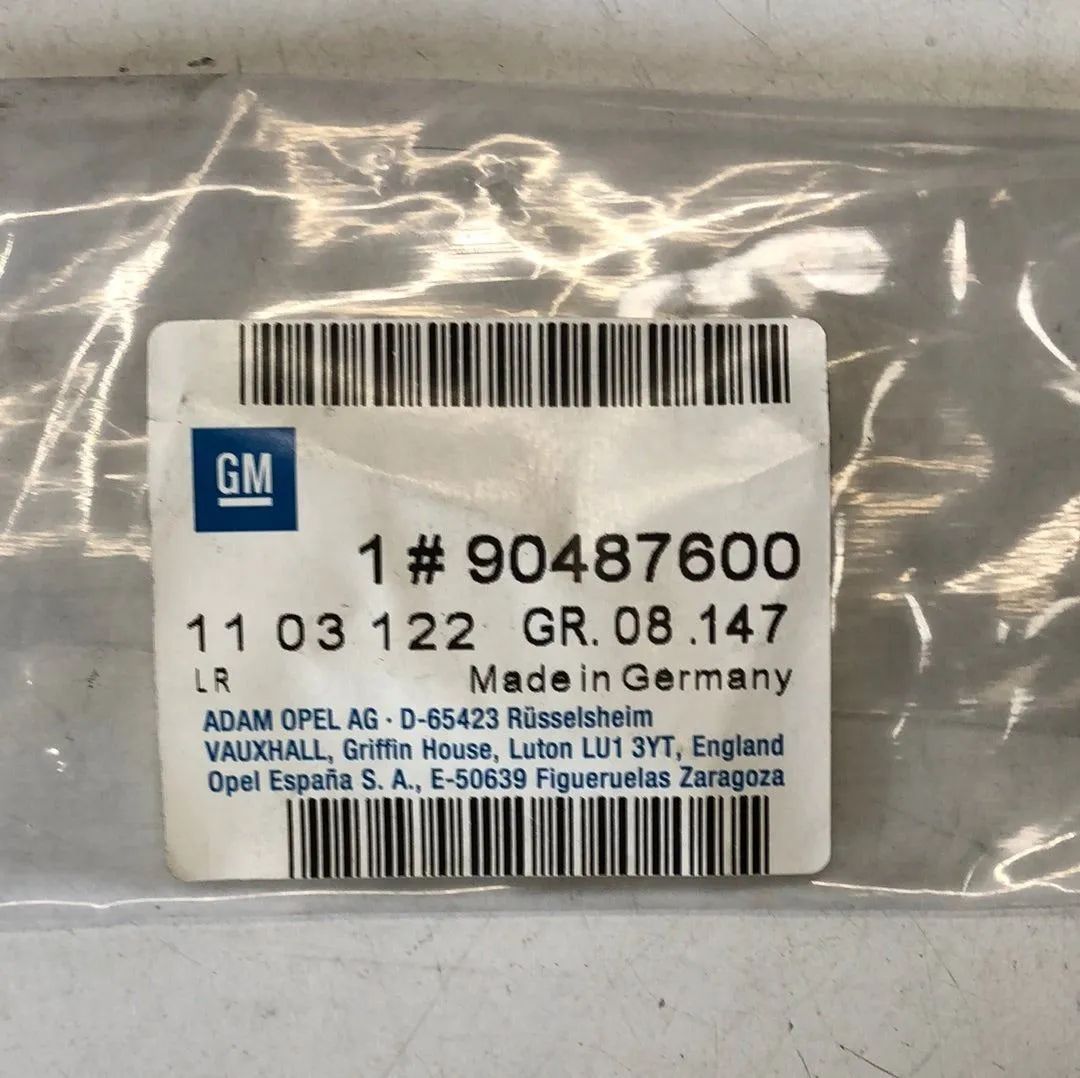 GM
1 # 90487600
11 03 122 GR. 08 .147
LR Made in Germany
ADAM OPEL AG · D-65423 Rüsselsheim
VAUXHALL, Griffin House, Luton LU1 3YT, England
Opel España S. A., E-50639 Figueruelas Zaragoza